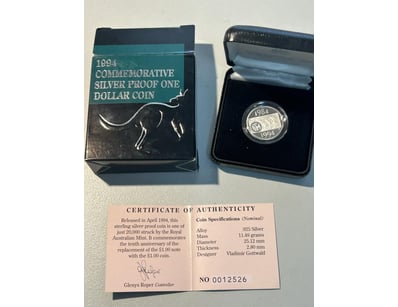 1994
COMMEMORATIVE
SILVER PROOF ONE
DOLLAR COIN
1984
1994
CERTIFICATE OF AUTHENTICITY
Released in April 1994, this
sterling silver proof coin is one of
just 20,000 struck by the Royal
Australian Mint. It commemorates
the tenth anniversary of the
replacement of the $1.00 note
with the $1.00 coin.
Glenys Roper Controller
Coin Specifications (Nominal)
Alloy .925 Silver
Mass 11.49 grams
Diameter 25.12 mm
Thickness 2.80 mm
Designer Vladimir Gottwald
NO 0012526